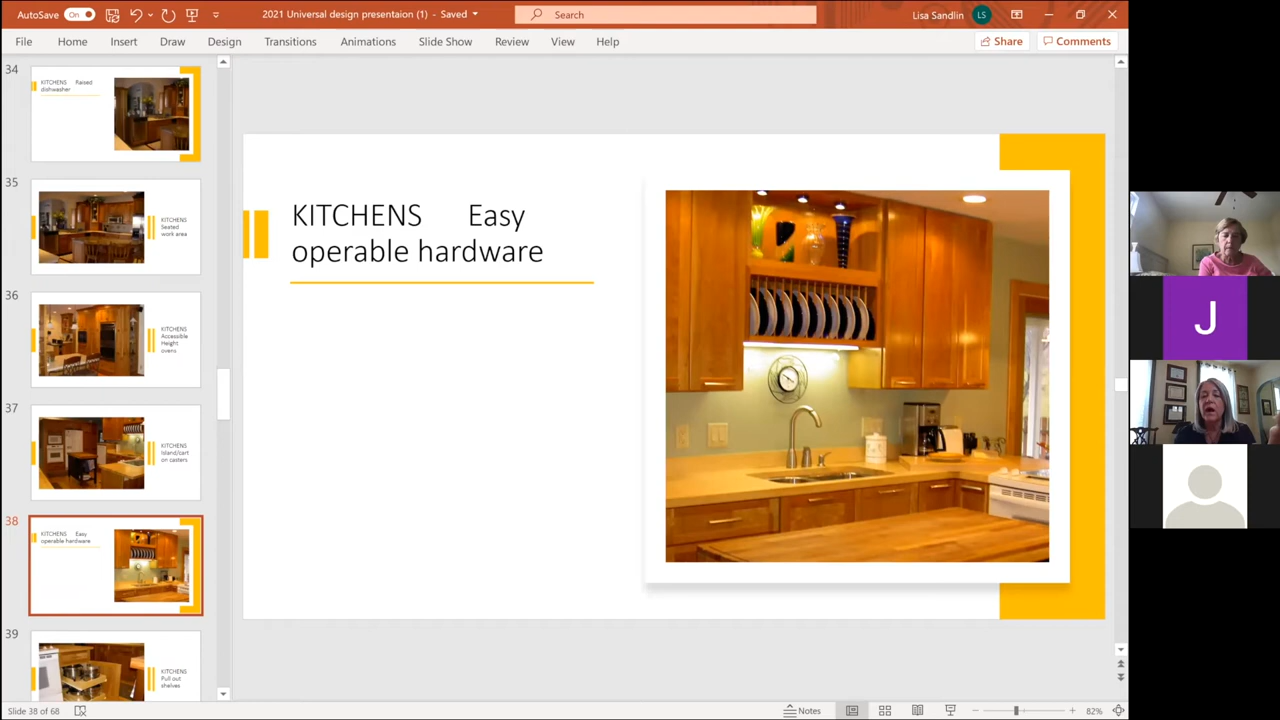 AutoSave On 2021 Universal design presentaion (1) - Saved Search Lisa Sandlin LS
File Home Insert Draw Design Transitions Animations Slide Show Review View Help Share Comments
34
KITCHENS Raised
dishwasher
35
KITCHENS
Seated
work area
36
KITCHENS
Accessible
Height
ovens
37
KITCHENS
Island/cart
on casters
38
KITCHENS Easy
operable hardware
39
KITCHENS
Pull out
shelves
KITCHENS Easy
operable hardware
J
Slide 38 of 68 Notes 82%